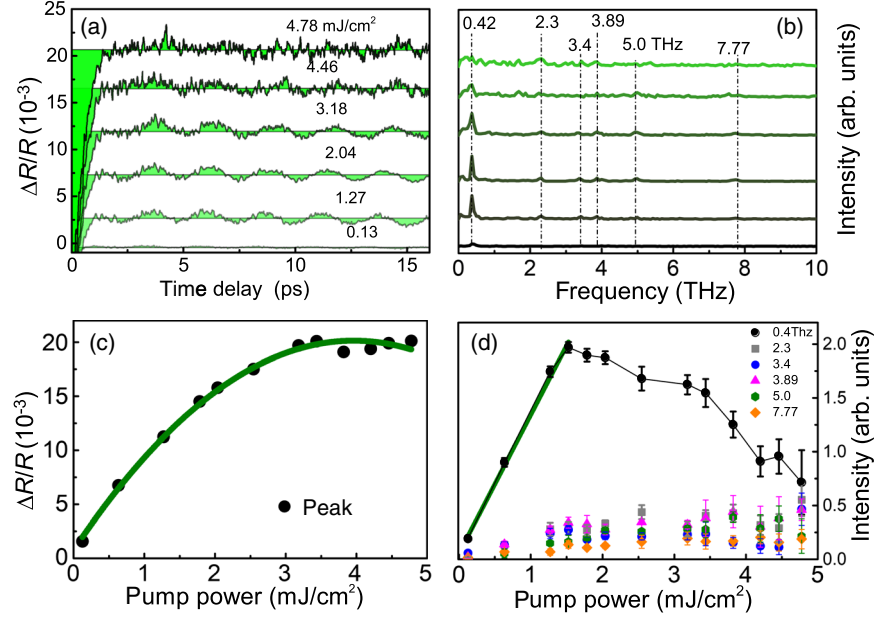 (a)
4.78 mJ/cm²
4.46
3.18
2.04
1.27
0.13
25
20
15
10
5
0
ΔR/R (10⁻³)
0 5 10 15
Time delay (ps)
(b)
0.42 2.3 3.89
3.4 5.0 THz 7.77
Intensity (arb. units)
0 2 4 6 8 10
Frequency (THz)
(c)
20
15
10
5
0
ΔR/R (10⁻³)
Peak
0 1 2 3 4 5
Pump power (mJ/cm²)
(d)
0.4Thz
2.3
3.4
3.89
5.0
7.77
2.0
1.5
1.0
0.5
0.0
Intensity (arb. units)
0 1 2 3 4 5
Pump power (mJ/cm²)